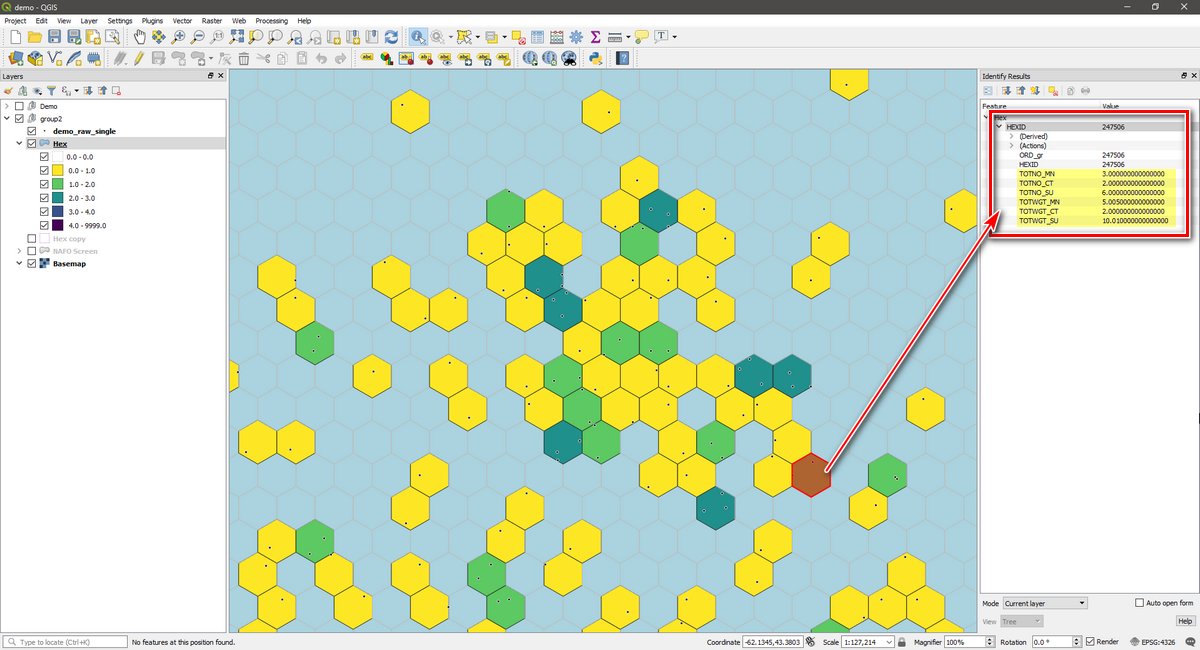 demo - QGIS
Project Edit View Layer Settings Plugins Vector Raster Web Processing Help
Layers
Demo
group2
demo_raw_single
Hex
0.0 - 0.0
0.0 - 1.0
1.0 - 2.0
2.0 - 3.0
3.0 - 4.0
4.0 - 9999.0
Hex copy
NAFO Screen
Basemap
Identify Results
Feature Value
Hex
HEXID 247506
(Derived)
(Actions)
ORD_gr 247506
HEXID 247506
TOTNO_MN 3.000000000000000
TOTNO_CT 2.000000000000000
TOTNO_SU 6.000000000000000
TOTWGT_MN 5.005000000000000
TOTWGT_CT 2.000000000000000
TOTWGT_SU 10.010000000000000
Mode Current layer Auto open form
View Tree Help
Type to locate (Ctrl+K) No features at this position found. Coordinate -62.1345,43.3803 Scale 1:127,214 Magnifier 100% Rotation 0.0 ° Render EPSG:4326